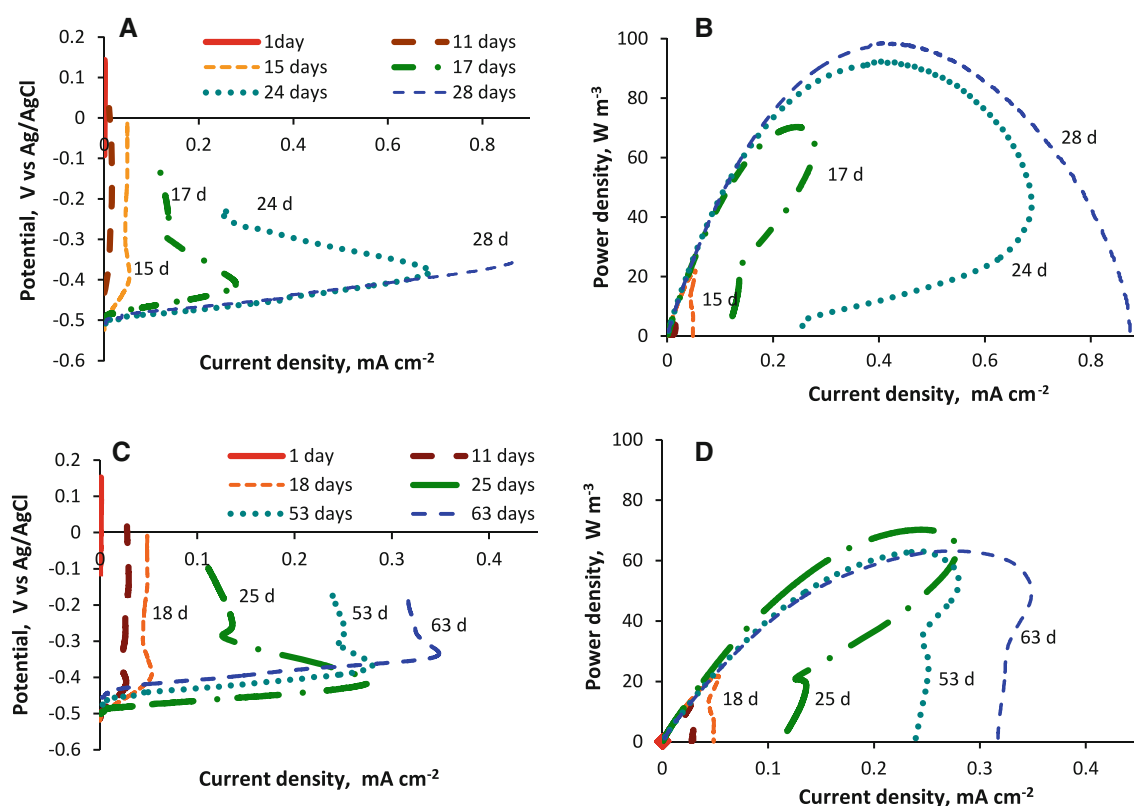 A
0.2
0.1
0
-0.1
-0.2
-0.3
-0.4
-0.5
-0.6
0
0.2
0.4
0.6
0.8
Potential, V vs Ag/AgCl
Current density, mA cm-2
1day
11 days
15 days
17 days
24 days
28 days
15 d
17 d
24 d
28 d
B
100
80
60
40
20
0
0
0.2
0.4
0.6
0.8
Power density, W m-3
Current density, mA cm-2
15 d
17 d
24 d
28 d
C
0.2
0.1
0
-0.1
-0.2
-0.3
-0.4
-0.5
-0.6
0
0.1
0.2
0.3
0.4
Potential, V vs Ag/AgCl
Current density, mA cm-2
1 day
11 days
18 days
25 days
53 days
63 days
18 d
25 d
53 d
63 d
D
100
80
60
40
20
0
0
0.1
0.2
0.3
0.4
Power density, W m-3
Current density, mA cm-2
18 d
25 d
53 d
63 d